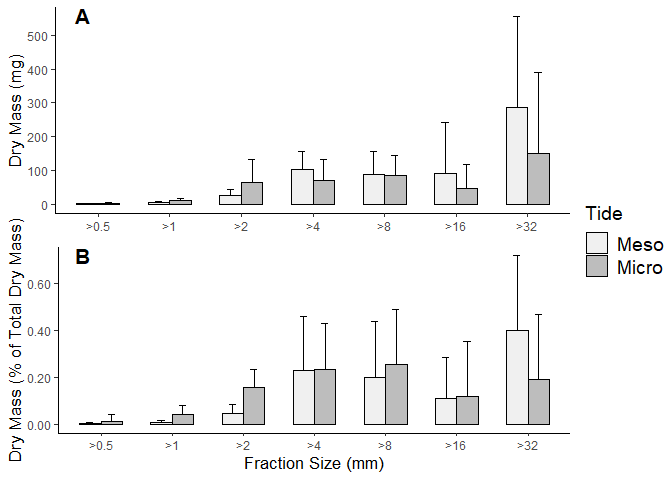 A
Dry Mass (mg)
500
400
300
200
100
0
>0.5 >1 >2 >4 >8 >16 >32
Tide
Meso
Micro
B
Dry Mass (% of Total Dry Mass)
0.60
0.40
0.20
0.00
>0.5 >1 >2 >4 >8 >16 >32
Fraction Size (mm)